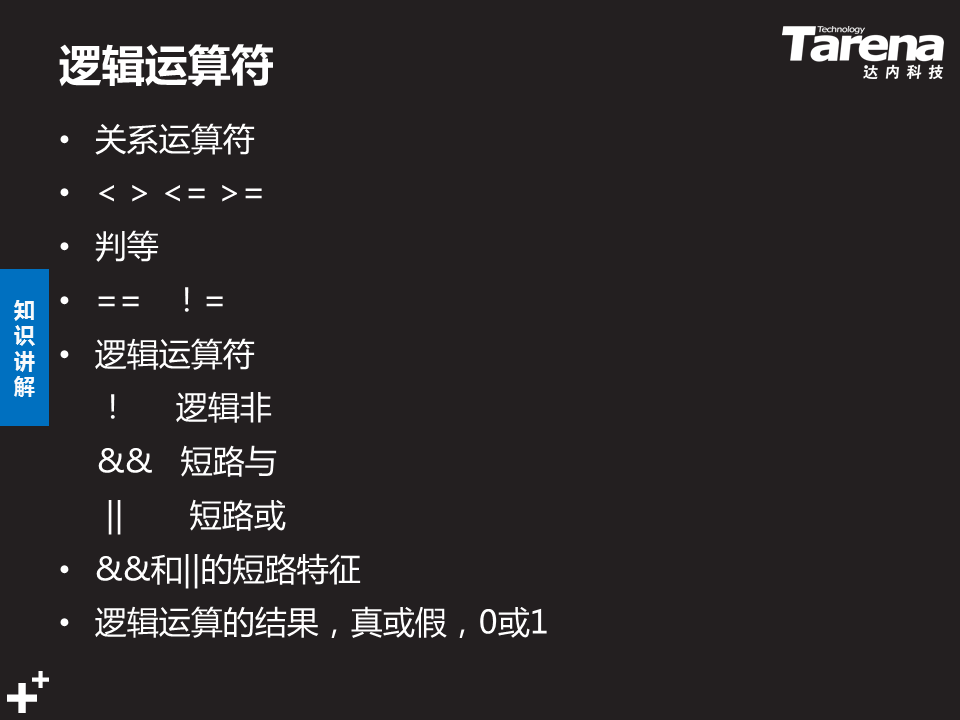 逻辑运算符
Technology
Tarena
达内科技
• 关系运算符
• < > <= >=
• 判等
• == ！=
• 逻辑运算符
！ 逻辑非
&& 短路与
|| 短路或
• &&和||的短路特征
• 逻辑运算的结果，真或假，0或1
知
识
讲
解